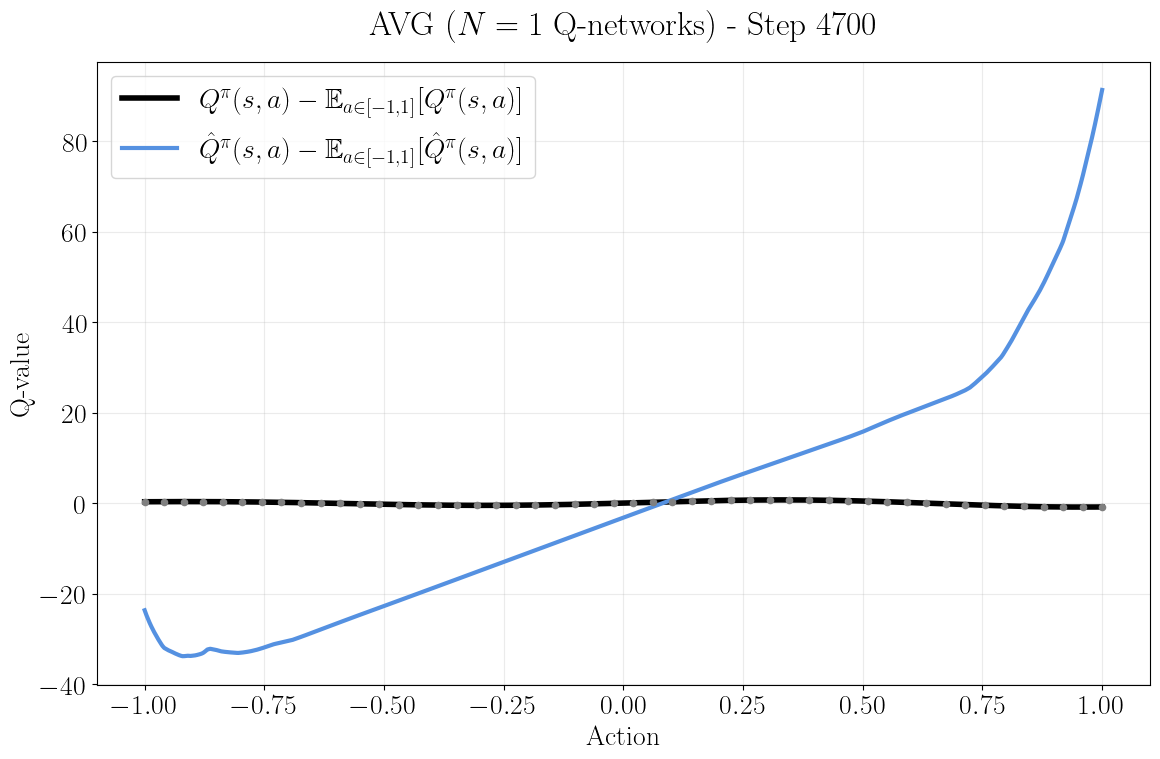 AVG (N = 1 Q-networks) - Step 4700
Q^π(s, a) − 𝔼_{a∈[−1,1]}[Q^π(s, a)]
Q̂^π(s, a) − 𝔼_{a∈[−1,1]}[Q̂^π(s, a)]
80
60
40
20
0
−20
−40
Q-value
−1.00 −0.75 −0.50 −0.25 0.00 0.25 0.50 0.75 1.00
Action